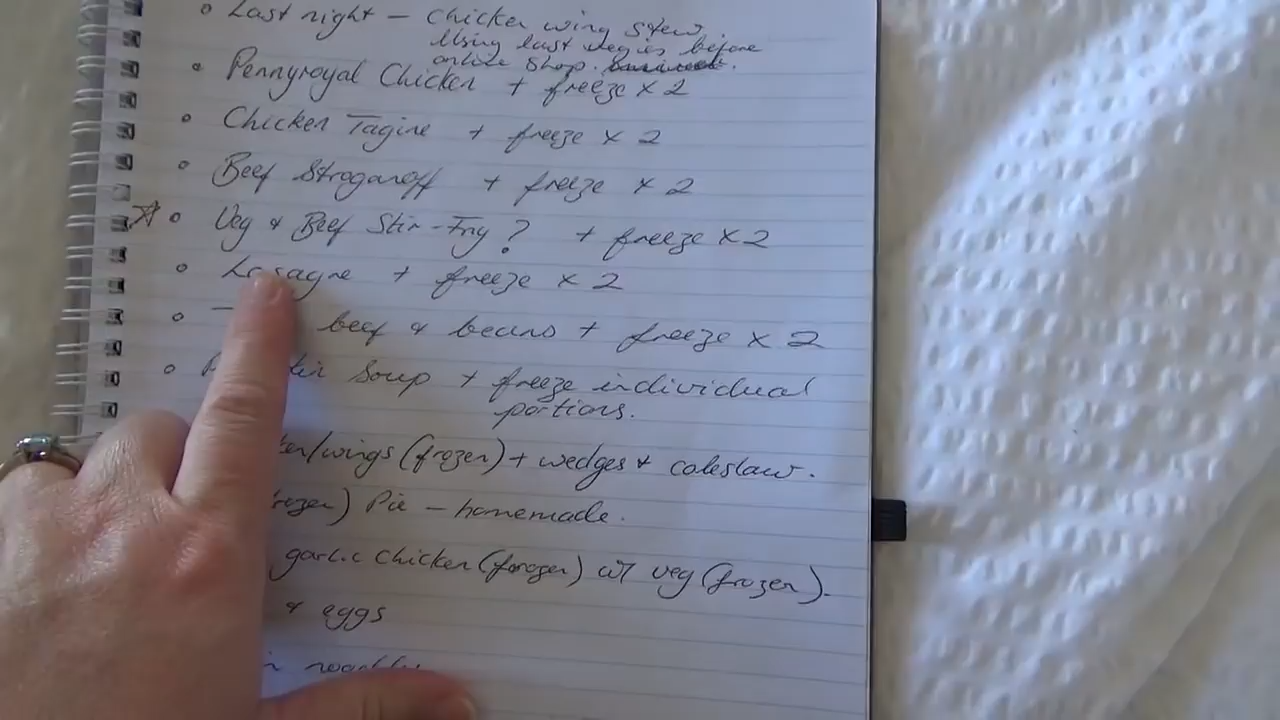 Last night - Chicken wing stew.
Using last vegies before
online shop.
Pennyroyal Chicken + freeze x 2
Chicken Tagine + freeze x 2
Beef Stroganoff + freeze x 2
Veg & Beef Stir-Fry? + freeze x 2
Lasagne + freeze x 2
beef & beans + freeze x 2
Soup + freeze individual
portions.
/wings (frozen) + wedges & coleslaw.
Pie - homemade.
garlic chicken (frozen) w/ veg (frozen).
& eggs